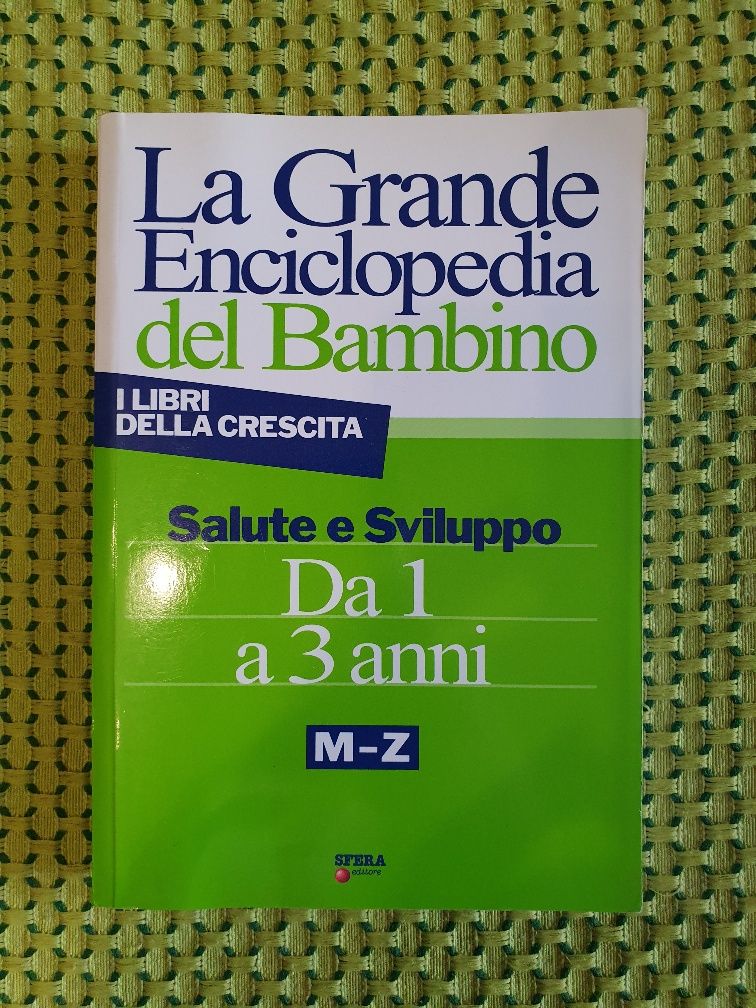 La Grande
Enciclopedia
del Bambino
I LIBRI
DELLA CRESCITA
Salute e Sviluppo
Da 1
a 3 anni
M-Z
SFERA
editore